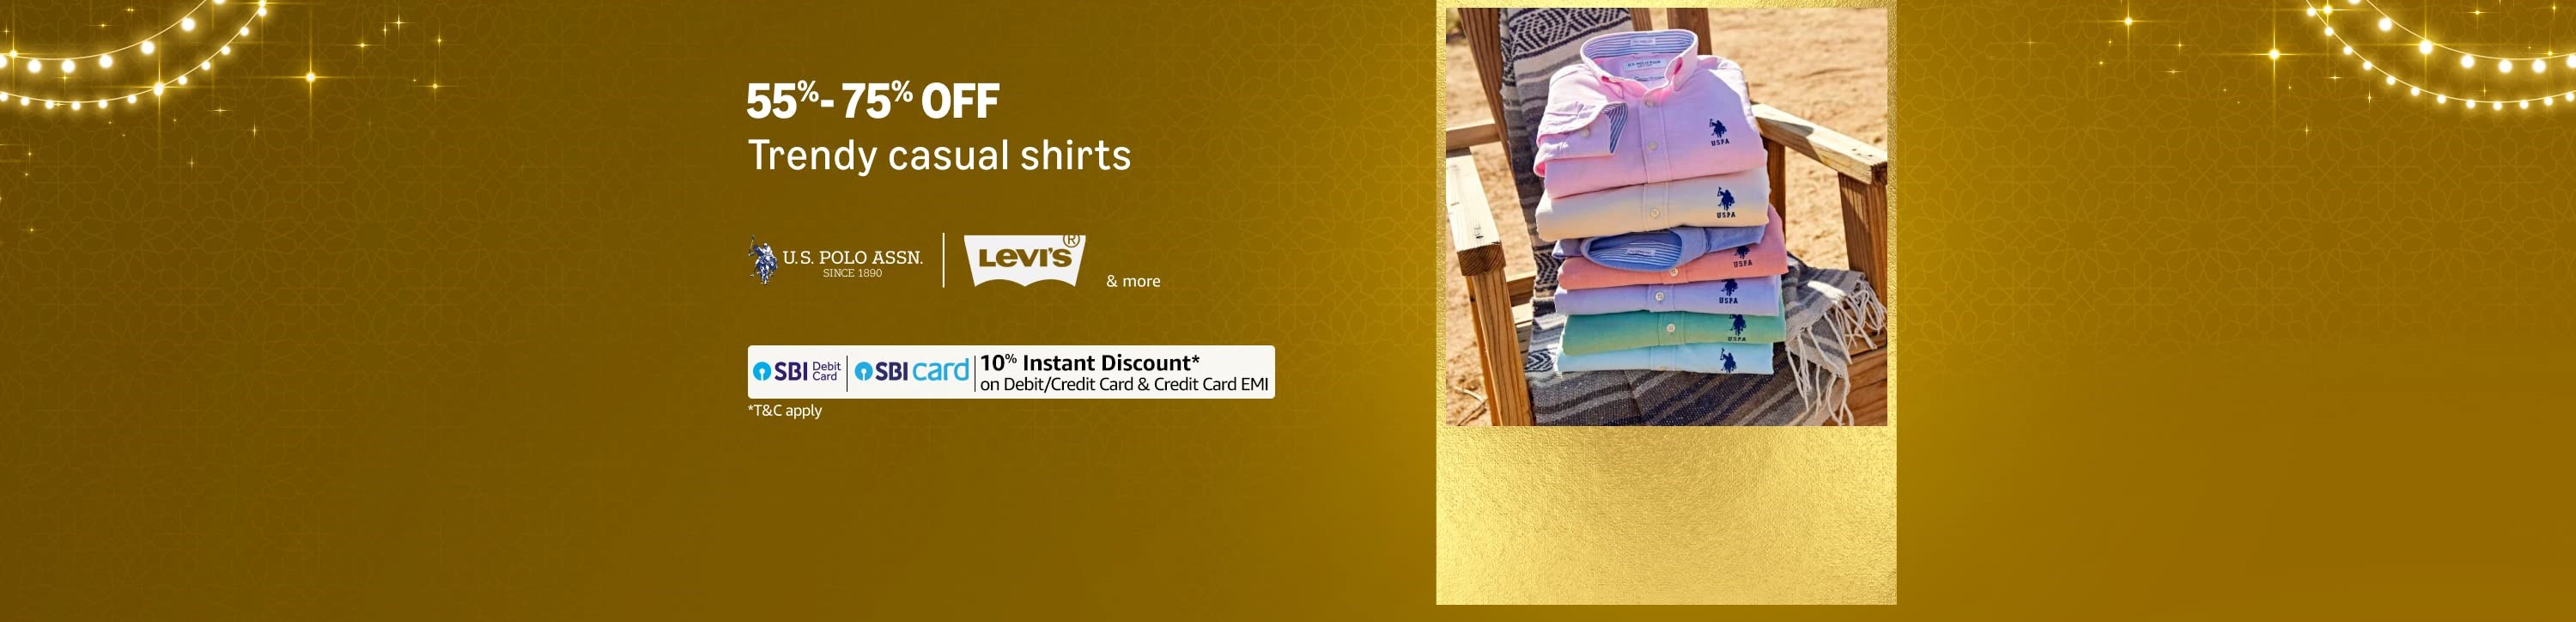 55%- 75% OFF
Trendy casual shirts
U.S. POLO ASSN.
SINCE 1890
LEVI'S®
& more
SBI Debit Card
SBI card
10% Instant Discount*
on Debit/Credit Card & Credit Card EMI
*T&C apply
USPA
USPA
USPA
USPA
USPA